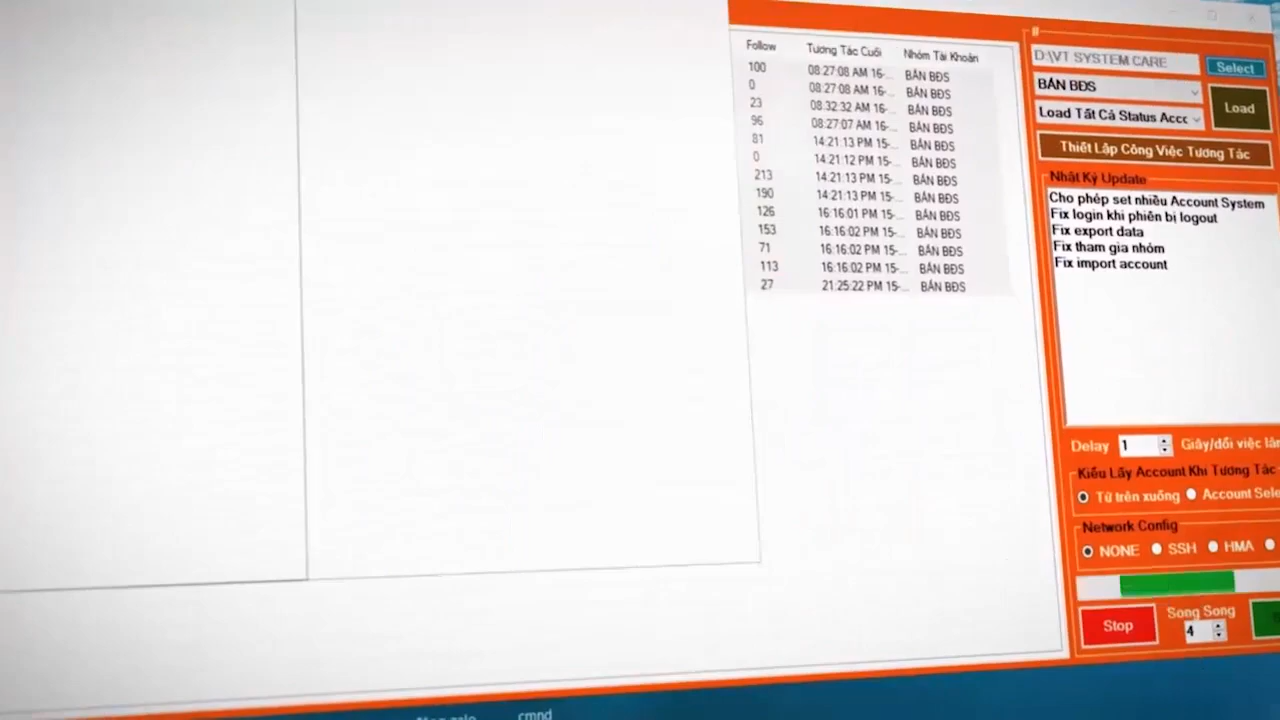 Follow Tương Tác Cuối Nhóm Tài Khoản
100 08:27:08 AM 16-... BÁN BĐS
0 08:27:08 AM 16-... BÁN BĐS
23 08:32:32 AM 16-... BÁN BĐS
96 08:27:07 AM 16-... BÁN BĐS
81 14:21:13 PM 15-... BÁN BĐS
0 14:21:12 PM 15-... BÁN BĐS
213 14:21:13 PM 15-... BÁN BĐS
190 14:21:13 PM 15-... BÁN BĐS
126 16:16:01 PM 15-... BÁN BĐS
153 16:16:02 PM 15-... BÁN BĐS
71 16:16:02 PM 15-... BÁN BĐS
113 16:16:02 PM 15-... BÁN BĐS
27 21:25:22 PM 15-... BÁN BĐS
D:\VT SYSTEM CARE Select
BÁN BĐS
Load
Load Tất Cả Status Acco
Thiết Lập Công Việc Tương Tác
Nhật Ký Update
Cho phép set nhiều Account System
Fix login khi phiên bị logout
Fix export data
Fix tham gia nhóm
Fix import account
Delay 1 Giây/đổi việc lần
Kiểu Lấy Account Khi Tương Tác
Từ trên xuống Account Sele
Network Config
NONE SSH HMA
Stop
Song Song
4
cmnd